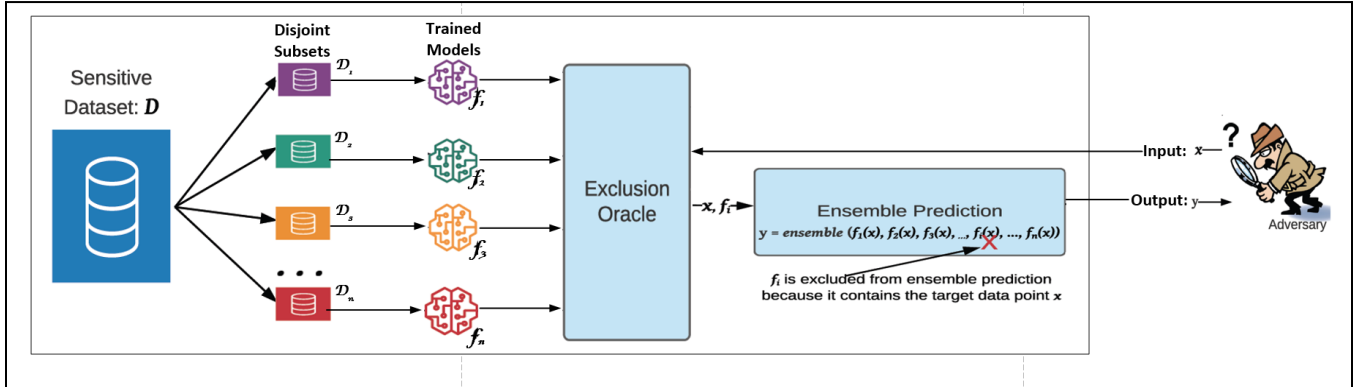 Sensitive
Dataset: D
Disjoint
Subsets
Trained
Models
D₁
f₁
D₂
f₂
D₃
f₃
. . .
Dₙ
fₙ
Exclusion
Oracle
x, fᵢ
Ensemble Prediction
y = ensemble (f₁(x), f₂(x), f₃(x), ..., fᵢ(x), ..., fₙ(x))
X
fᵢ is excluded from ensemble prediction
because it contains the target data point x
Input: x
Output: y
?
Adversary